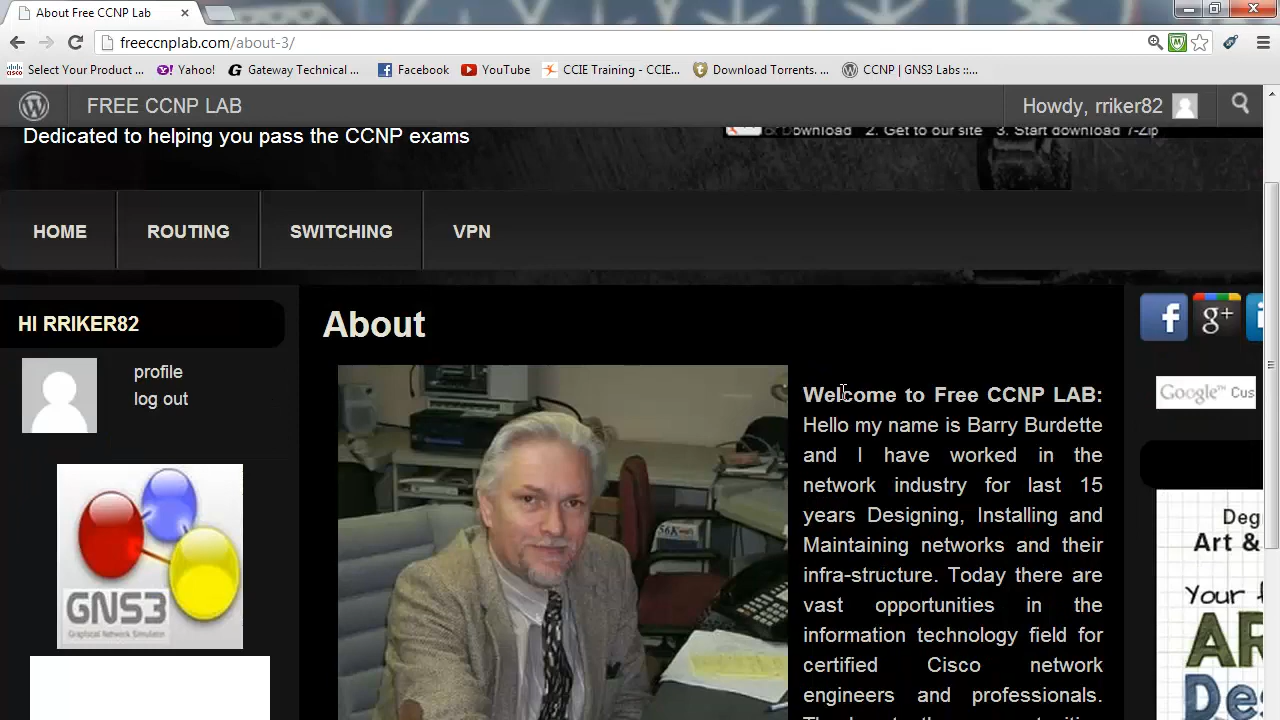 About Free CCNP Lab
freeccnplab.com/about-3/
Select Your Product ...
Yahoo!
Gateway Technical ...
Facebook
YouTube
CCIE Training - CCIE...
Download Torrents. ...
CCNP | GNS3 Labs ::...
FREE CCNP LAB
Howdy, rriker82
Dedicated to helping you pass the CCNP exams
Download 2. Get to our site 3. Start download 7-Zip
HOME
ROUTING
SWITCHING
VPN
HI RRIKER82
profile
log out
GNS3
Graphical Network Simulator
About
Welcome to Free CCNP LAB:
Hello my name is Barry Burdette
and I have worked in the
network industry for last 15
years Designing, Installing and
Maintaining networks and their
infra-structure. Today there are
vast opportunities in the
information technology field for
certified Cisco network
engineers and professionals.
Google™ Cus
Deg
Art &
Your
AR
Des